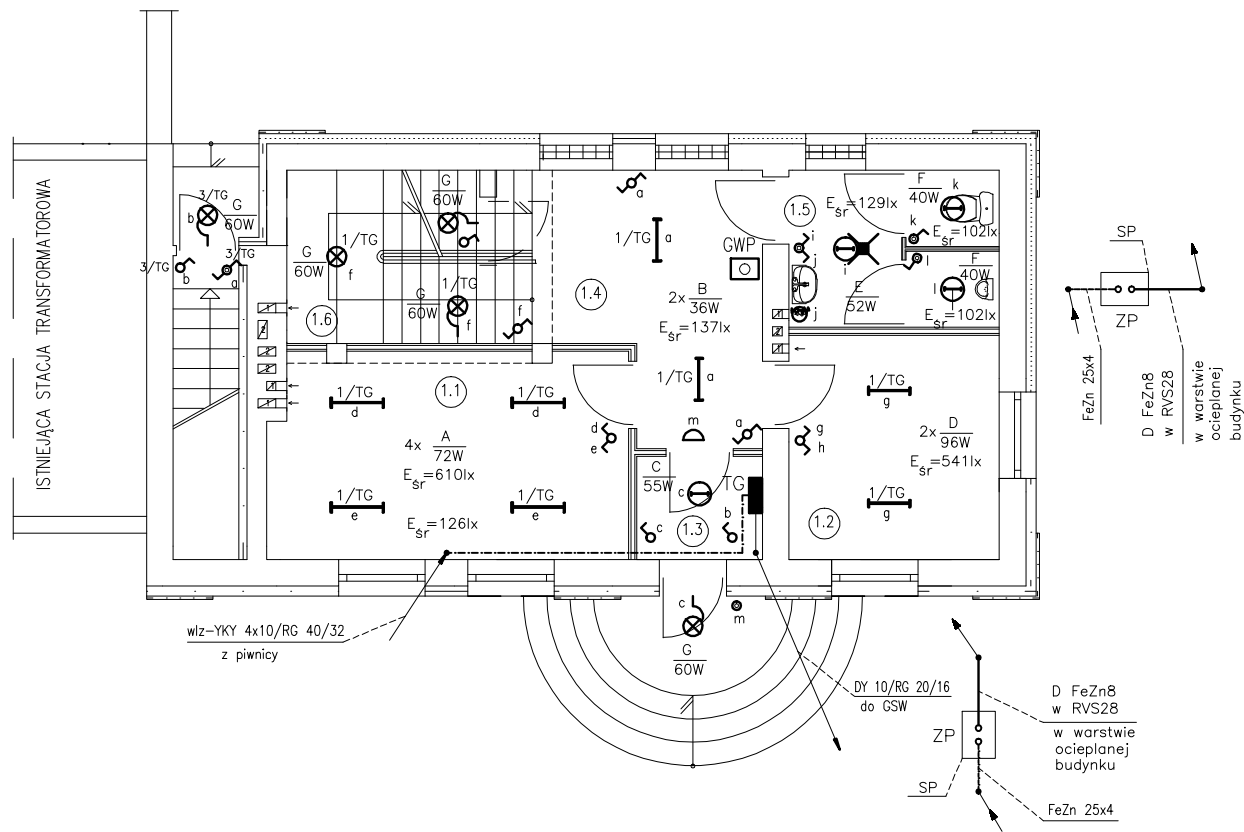 ISTNIEJĄCA STACJA TRANSFORMATOROWA
3/TG
G
60W
b
3/TG
b
3/TG
a
G
60W
1/TG
f
G
60W
1/TG
G
60W
f
f
1.6
1.4
a
1/TG
a
GWP
B
2x 36W
Eśr=137lx
1/TG
a
m
a
1.5
Eśr=129lx
F
40W
k
Eśr=102lx
k
i
j
i
l
F
40W
l
Eśr=102lx
E
52W
j
1.1
1/TG
d
1/TG
d
A
4x 72W
Eśr=610lx
1/TG
e
1/TG
e
Eśr=126lx
d
e
C
55W
c
TG
c
b
1.3
1/TG
g
g
h
D
2x 96W
Eśr=541lx
1/TG
g
1.2
c
m
G
60W
wlz-YKY 4x10/RG 40/32
z piwnicy
DY 10/RG 20/16
do GSW
SP
ZP
FeZn 25x4
D FeZn8
w RVS28
w warstwie
ocieplanej
budynku
D FeZn8
w RVS28
w warstwie
ocieplanej
budynku
ZP
SP
FeZn 25x4